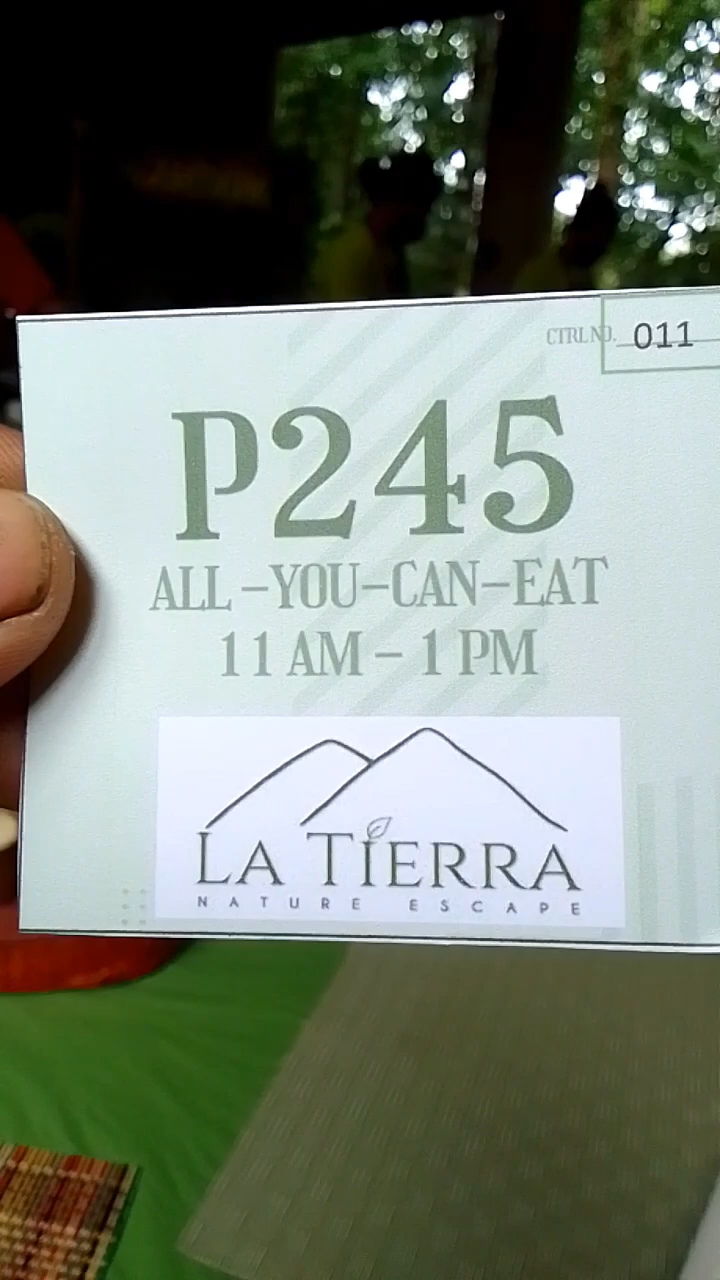 CTRL NO. 011
P245
ALL-YOU-CAN-EAT
11 AM – 1 PM
LA TIERRA
NATURE ESCAPE